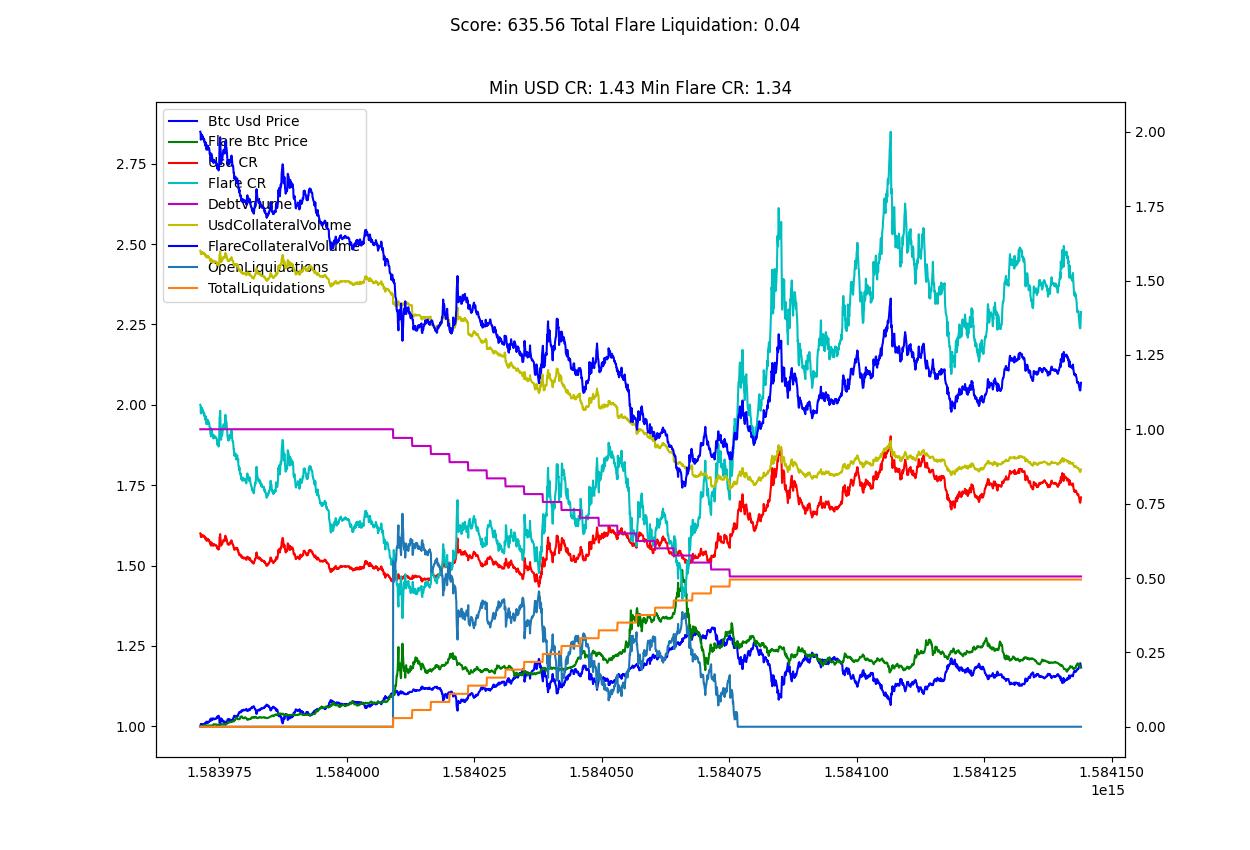 Score: 635.56 Total Flare Liquidation: 0.04
Min USD CR: 1.43 Min Flare CR: 1.34
Btc Usd Price
Flare Btc Price
Usd CR
Flare CR
DebtVolume
UsdCollateralVolume
FlareCollateralVolume
OpenLiquidations
TotalLiquidations
2.75
2.50
2.25
2.00
1.75
1.50
1.25
1.00
2.00
1.75
1.50
1.25
1.00
0.75
0.50
0.25
0.00
1.583975 1.584000 1.584025 1.584050 1.584075 1.584100 1.584125 1.584150
1e15